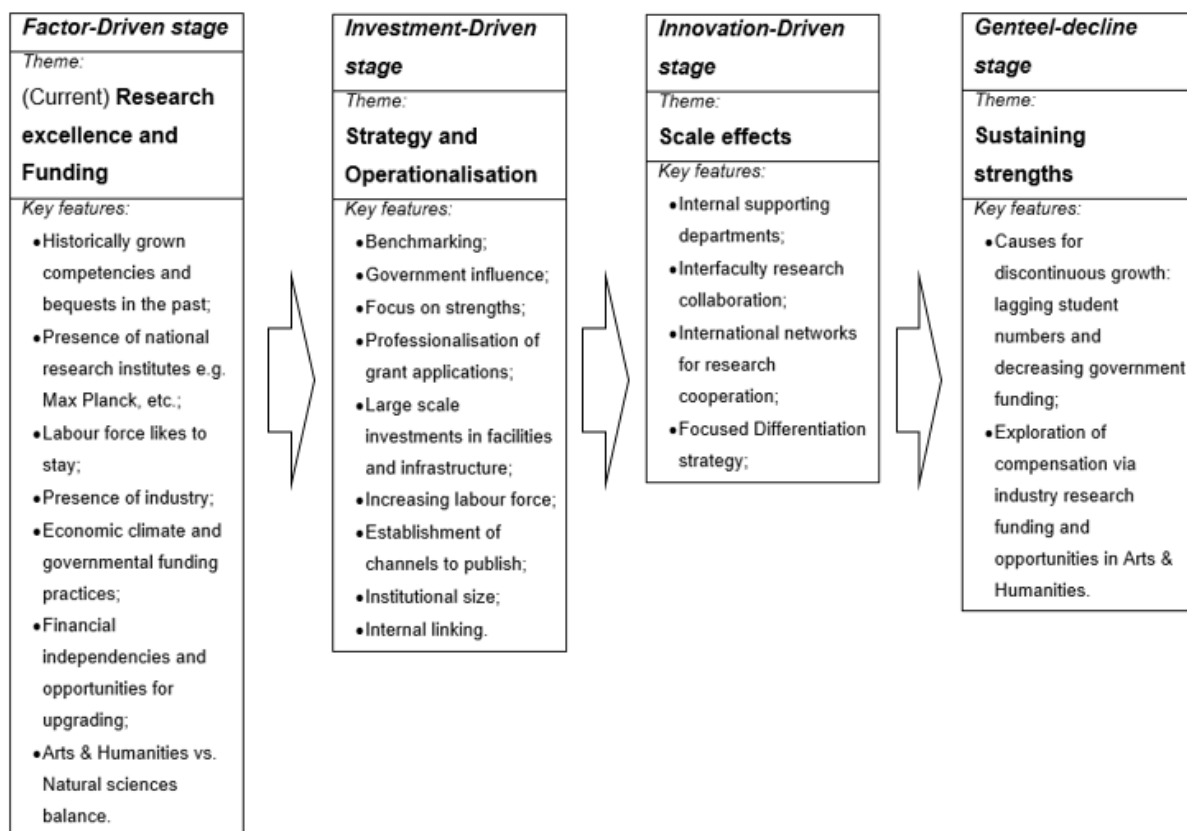 Factor-Driven stage
Theme:
(Current) Research
excellence and
Funding
Key features:
•Historically grown
competencies and
bequests in the past;
•Presence of national
research institutes e.g.
Max Planck, etc.;
•Labour force likes to
stay;
•Presence of industry;
•Economic climate and
governmental funding
practices;
•Financial
independencies and
opportunities for
upgrading;
•Arts & Humanities vs.
Natural sciences
balance.
Investment-Driven
stage
Theme:
Strategy and
Operationalisation
Key features:
•Benchmarking;
•Government influence;
•Focus on strengths;
•Professionalisation of
grant applications;
•Large scale
investments in facilities
and infrastructure;
•Increasing labour force;
•Establishment of
channels to publish;
•Institutional size;
•Internal linking.
Innovation-Driven
stage
Theme:
Scale effects
Key features:
•Internal supporting
departments;
•Interfaculty research
collaboration;
•International networks
for research
cooperation;
•Focused Differentiation
strategy;
Genteel-decline
stage
Theme:
Sustaining
strengths
Key features:
•Causes for
discontinuous growth:
lagging student
numbers and
decreasing government
funding;
•Exploration of
compensation via
industry research
funding and
opportunities in Arts &
Humanities.